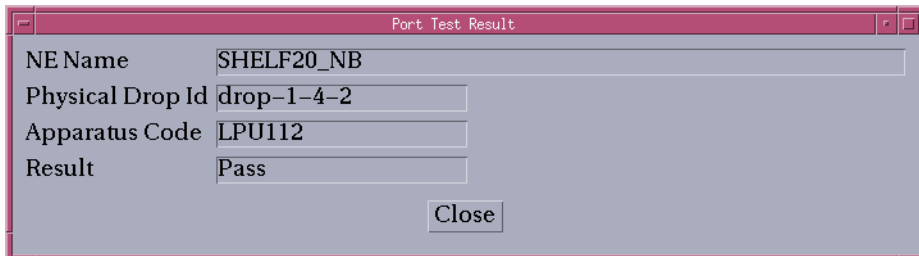 Port Test Result
NE Name SHELF20_NB
Physical Drop Id drop-1-4-2
Apparatus Code LPU112
Result Pass
Close